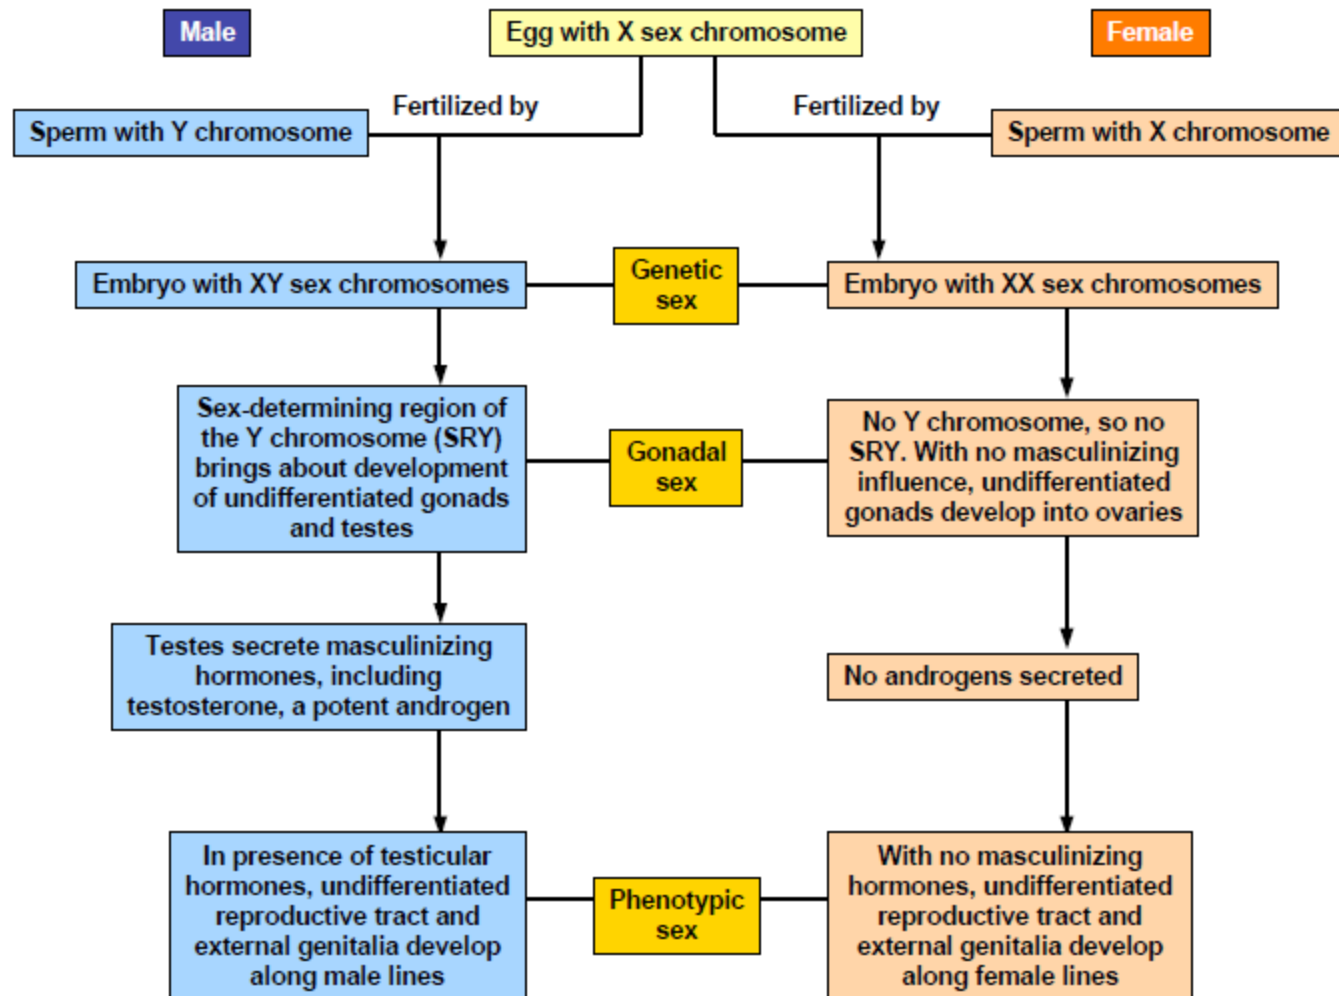 Male
Egg with X sex chromosome
Female
Fertilized by
Fertilized by
Sperm with Y chromosome
Sperm with X chromosome
Embryo with XY sex chromosomes
Genetic
sex
Embryo with XX sex chromosomes
Sex-determining region of
the Y chromosome (SRY)
brings about development
of undifferentiated gonads
and testes
Gonadal
sex
No Y chromosome, so no
SRY. With no masculinizing
influence, undifferentiated
gonads develop into ovaries
Testes secrete masculinizing
hormones, including
testosterone, a potent androgen
No androgens secreted
In presence of testicular
hormones, undifferentiated
reproductive tract and
external genitalia develop
along male lines
Phenotypic
sex
With no masculinizing
hormones, undifferentiated
reproductive tract and
external genitalia develop
along female lines